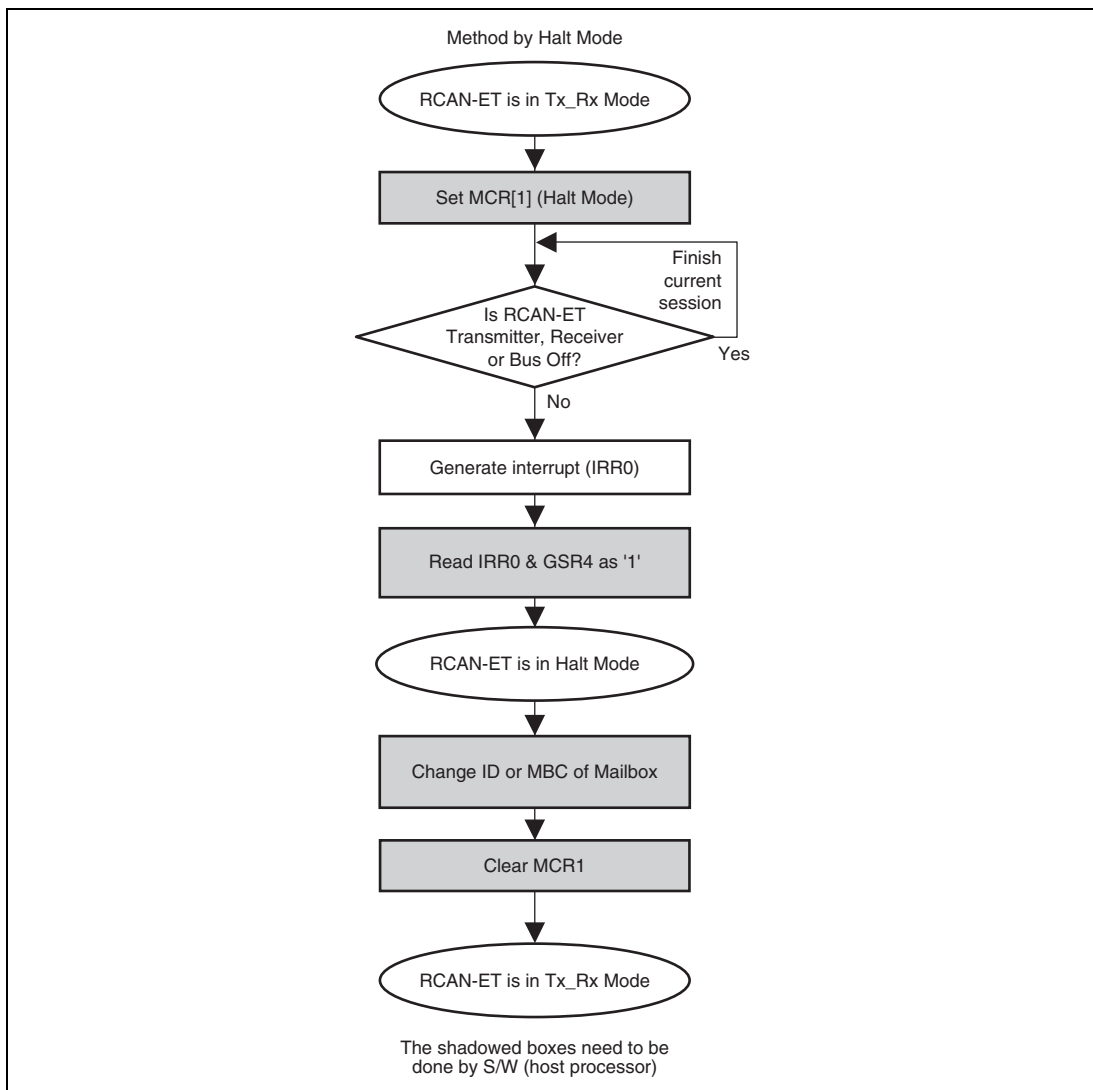 Method by Halt Mode
RCAN-ET is in Tx_Rx Mode
Set MCR[1] (Halt Mode)
Finish
current
session
Is RCAN-ET
Transmitter, Receiver
or Bus Off?
Yes
No
Generate interrupt (IRR0)
Read IRR0 & GSR4 as '1'
RCAN-ET is in Halt Mode
Change ID or MBC of Mailbox
Clear MCR1
RCAN-ET is in Tx_Rx Mode
The shadowed boxes need to be
done by S/W (host processor)